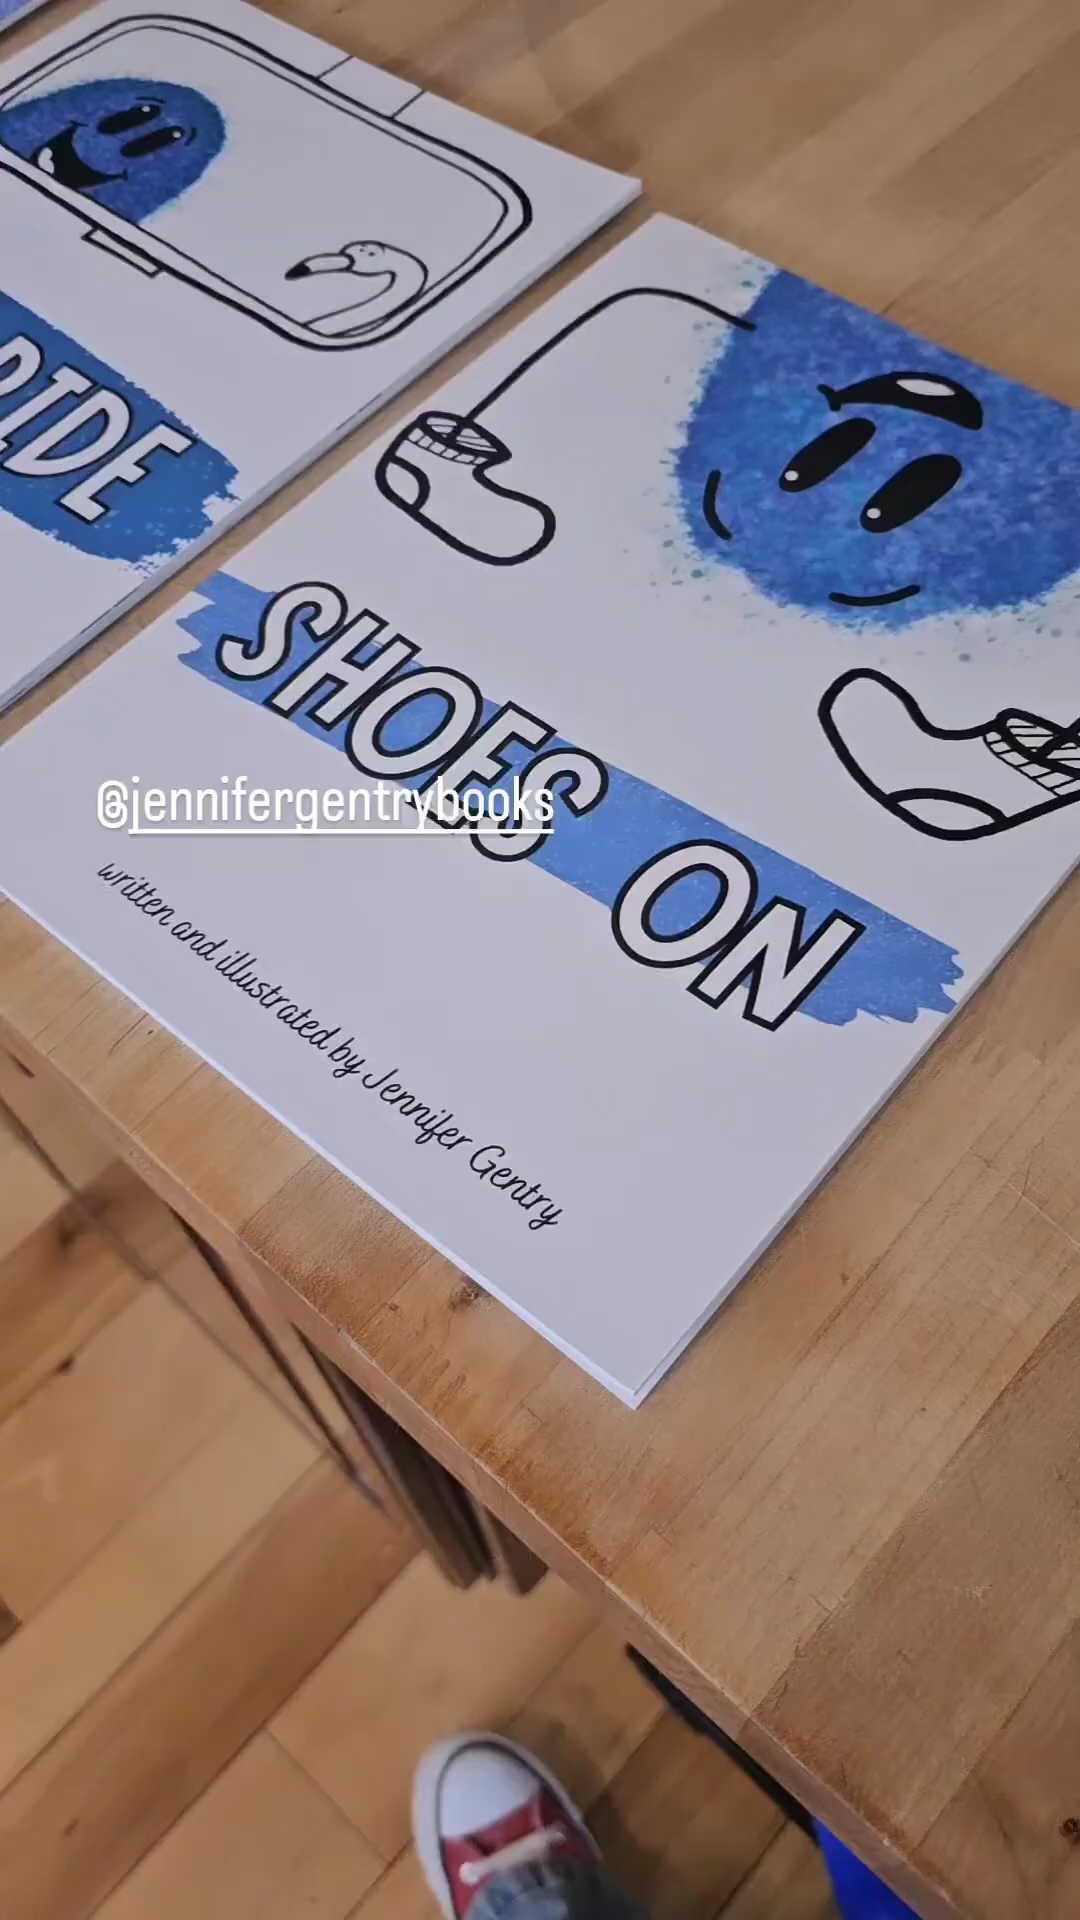 RIDE
SHOES ON
@jennifergentrybooks
written and illustrated by Jennifer Gentry